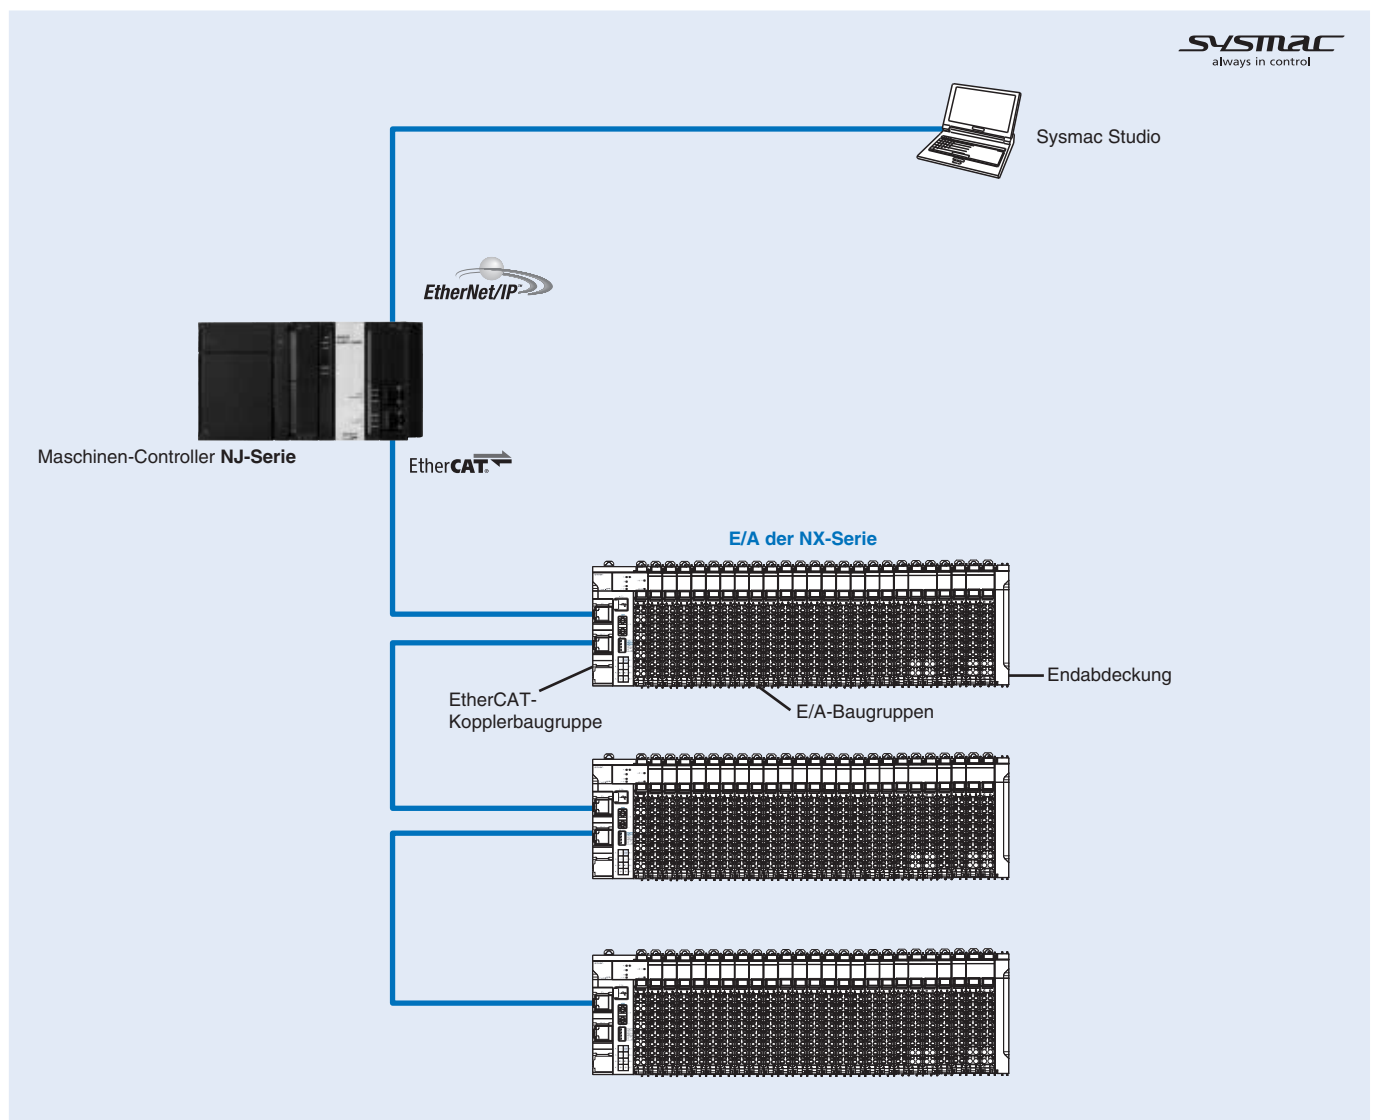 sysmac
always in control
Sysmac Studio
EtherNet/IP™
Maschinen-Controller NJ-Serie
EtherCAT®
E/A der NX-Serie
Endabdeckung
EtherCAT-
Kopplerbaugruppe
E/A-Baugruppen